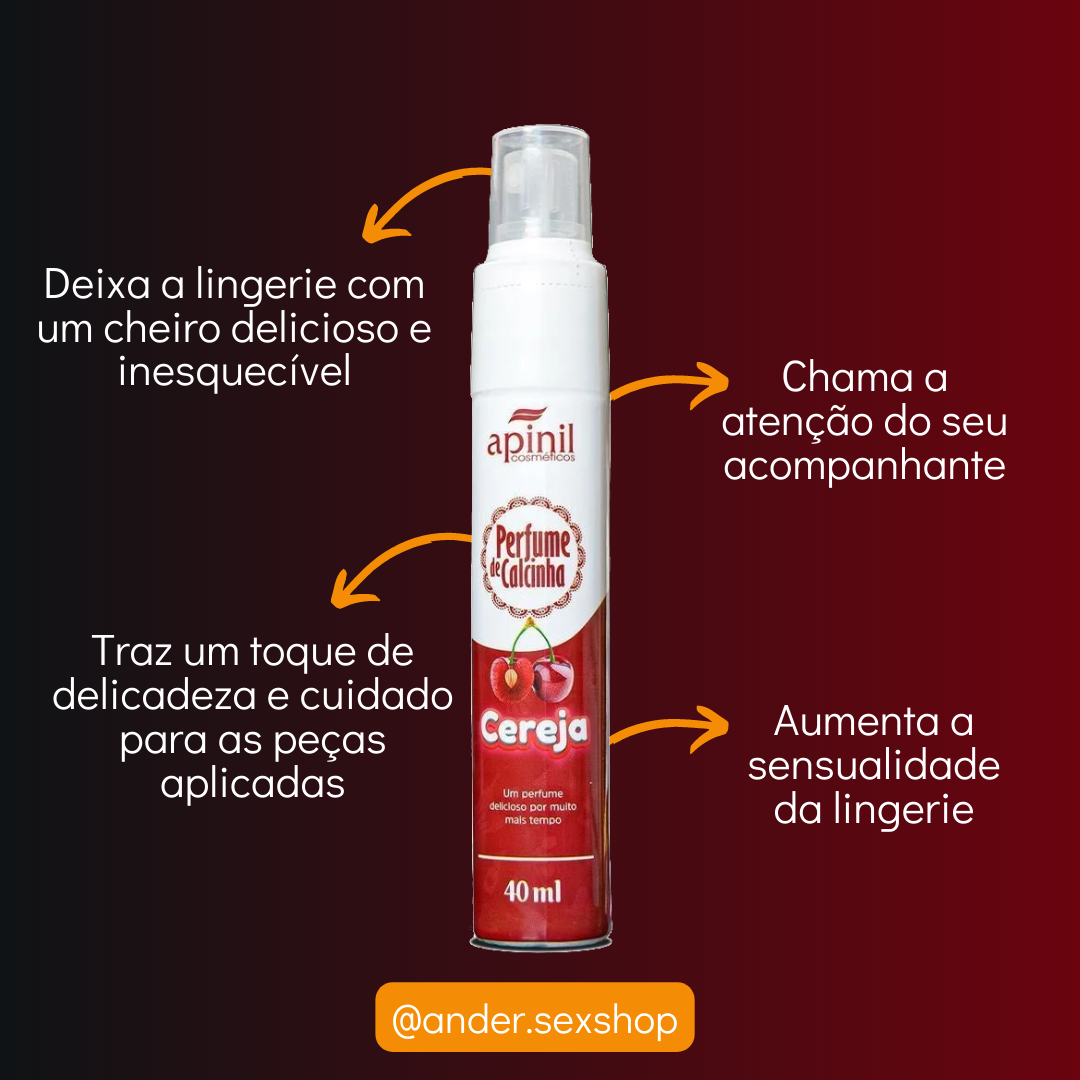 Deixa a lingerie com
um cheiro delicioso e
inesquecível
Chama a
atenção do seu
acompanhante
apinil
cosméticos
Perfume
de Calcinha
Traz um toque de
delicadeza e cuidado
para as peças
aplicadas
Cereja
Aumenta a
sensualidade
da lingerie
Um perfume
delicioso por muito
mais tempo
40 ml
@ander.sexshop